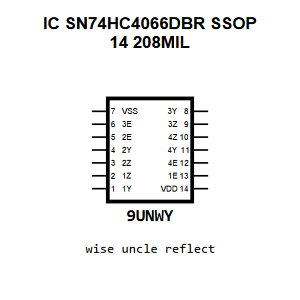 IC SN74HC4066DBR SSOP
14 208MIL
7 VSS 3Y 8
6 3E 3Z 9
5 2E 4Z 10
4 2Y 4Y 11
3 2Z 4E 12
2 1Z 1E 13
1 1Y VDD 14
9UNWY
wise uncle reflect